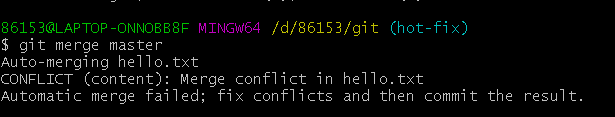 86153@LAPTOP-ONNOBB8F MINGW64 /d/86153/git (hot-fix)
$ git merge master
Auto-merging hello.txt
CONFLICT (content): Merge conflict in hello.txt
Automatic merge failed; fix conflicts and then commit the result.